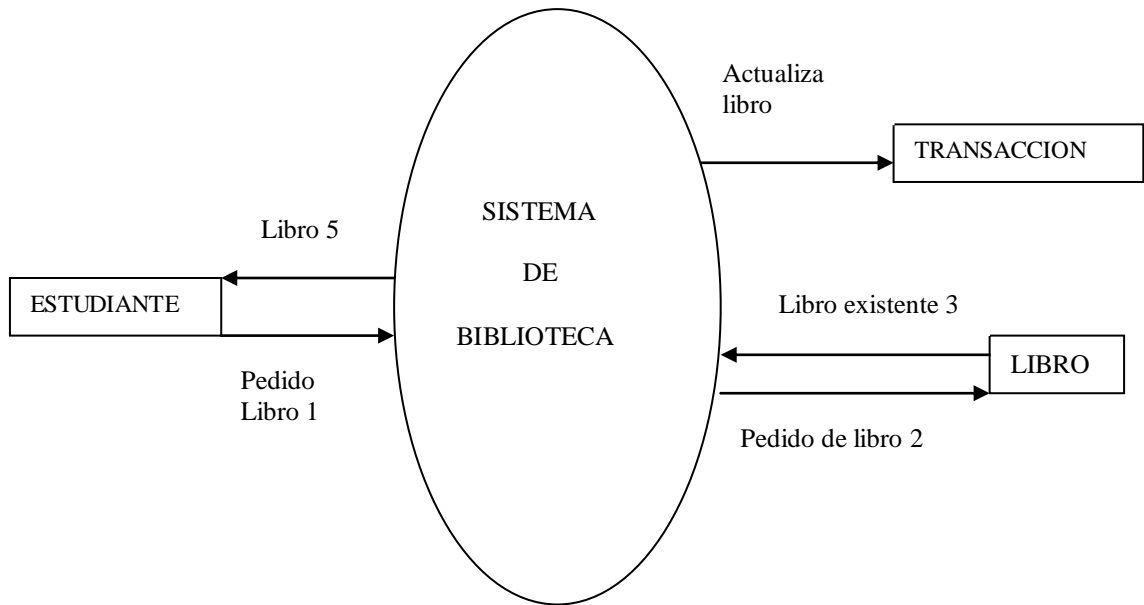 Actualiza
libro
TRANSACCION
SISTEMA
DE
BIBLIOTECA
Libro 5
ESTUDIANTE
Pedido
Libro 1
Libro existente 3
LIBRO
Pedido de libro 2